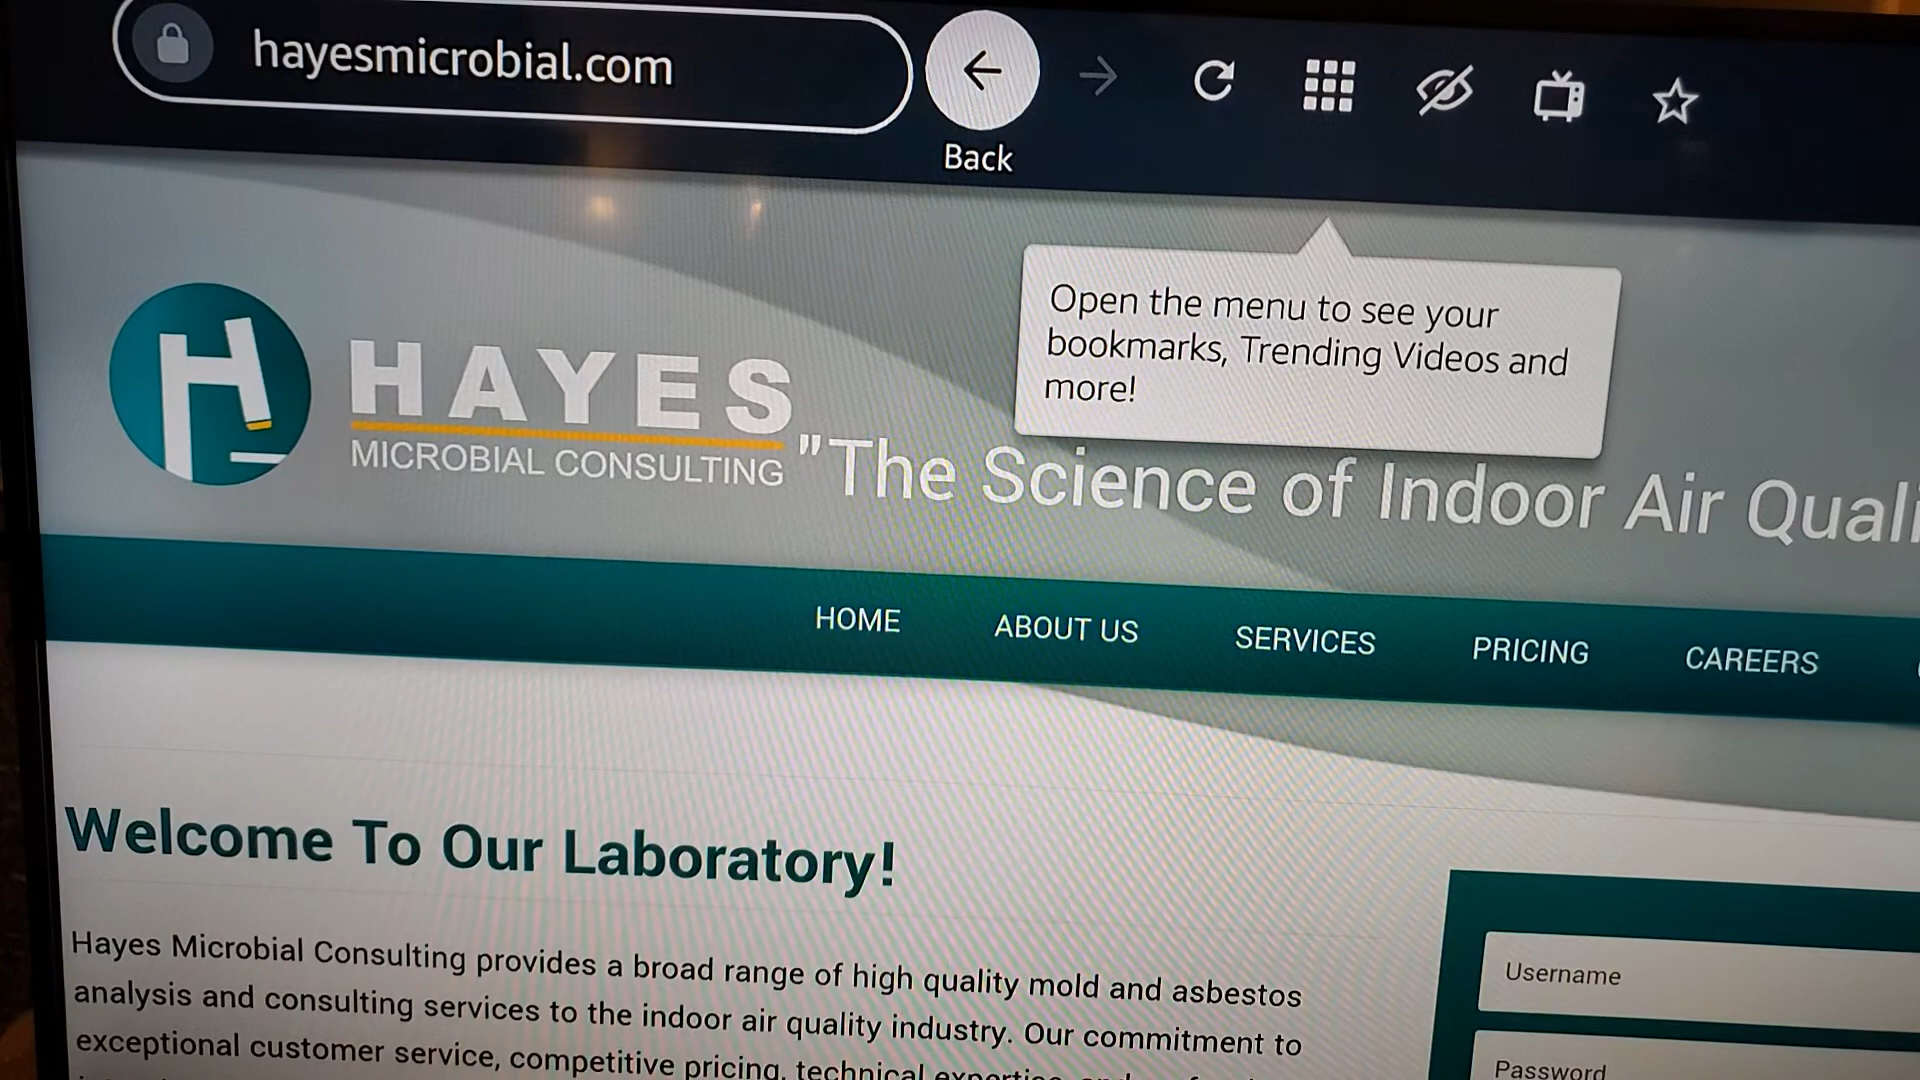 hayesmicrobial.com
Back
Open the menu to see your
bookmarks, Trending Videos and
more!
HAYES
MICROBIAL CONSULTING
"The Science of Indoor Air Quali
HOME
ABOUT US
SERVICES
PRICING
CAREERS
Welcome To Our Laboratory!
Hayes Microbial Consulting provides a broad range of high quality mold and asbestos
analysis and consulting services to the indoor air quality industry. Our commitment to
exceptional customer service, competitive pricing, technical expertise
Username
Password